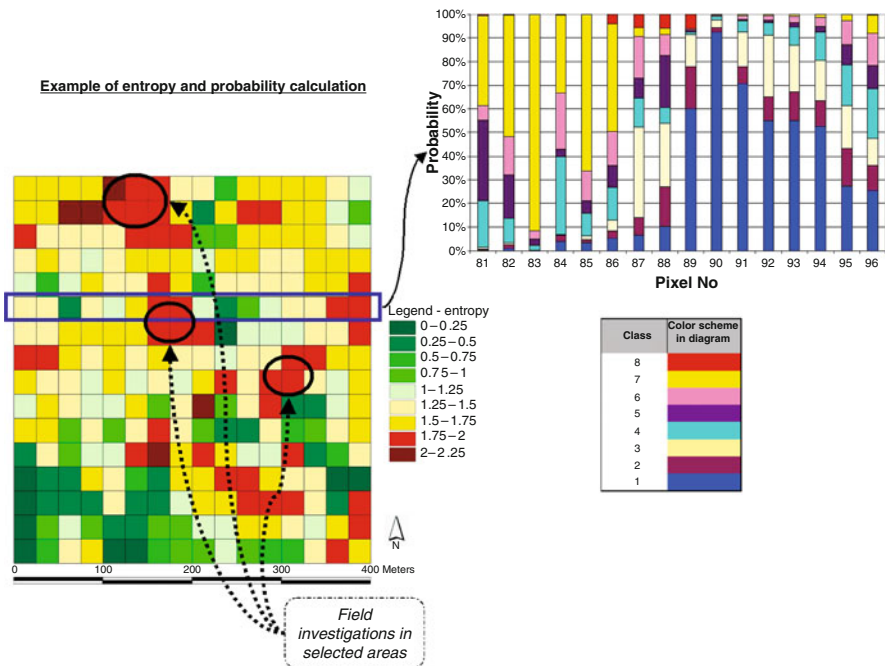 Example of entropy and probability calculation
100%
90%
80%
70%
60%
50%
40%
30%
20%
10%
0%
Probability
81 82 83 84 85 86 87 88 89 90 91 92 93 94 95 96
Pixel No
Legend - entropy
0–0.25
0.25–0.5
0.5–0.75
0.75–1
1–1.25
1.25–1.5
1.5–1.75
1.75–2
2–2.25
N
0 100 200 300 400 Meters
Field
investigations in
selected areas
Class Color scheme
in diagram
8
7
6
5
4
3
2
1